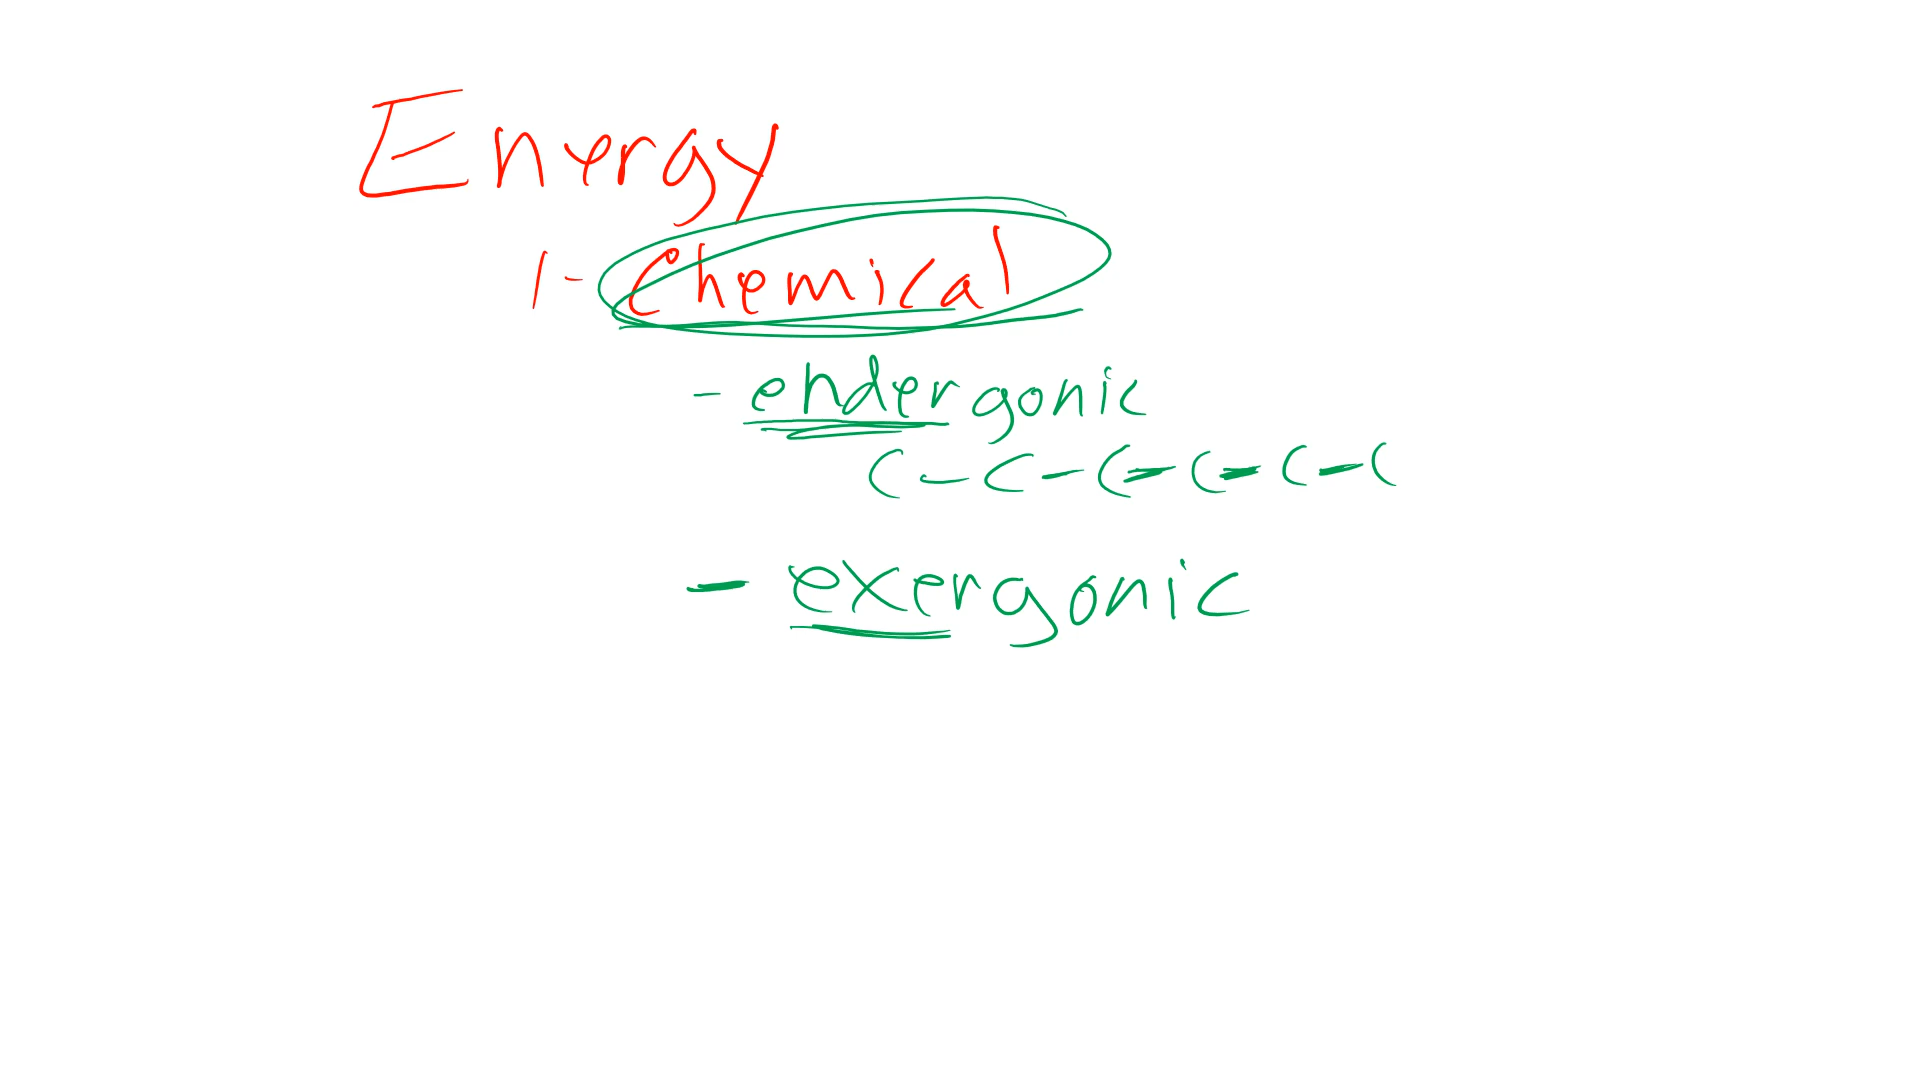 Energy
1- Chemical
- endergonic
C-C-C-C-C-C
- exergonic